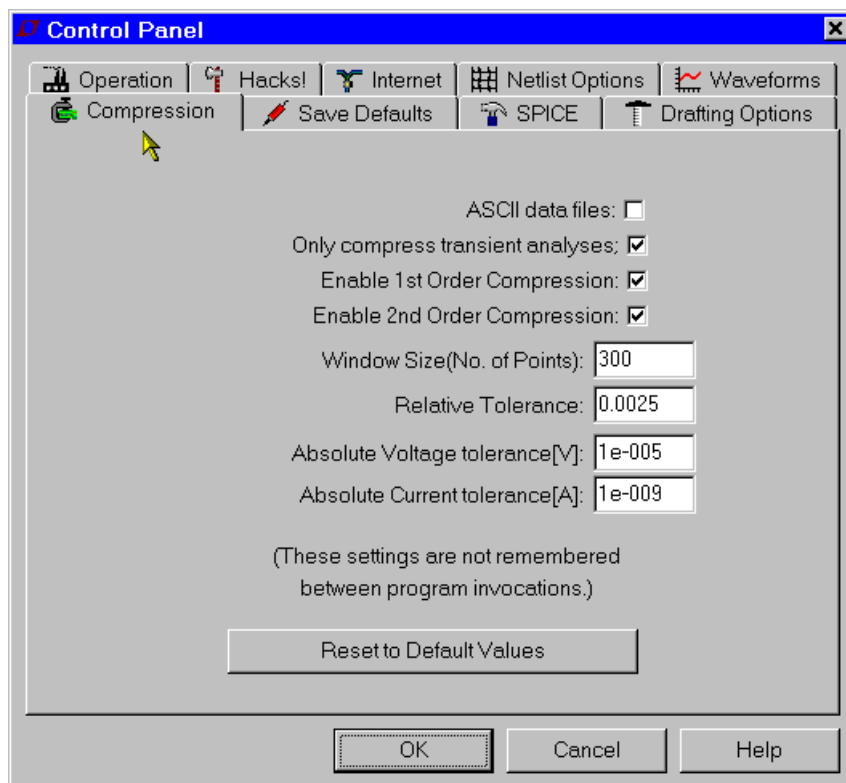 Control Panel
Operation Hacks! Internet Netlist Options Waveforms
Compression Save Defaults SPICE Drafting Options
ASCII data files:
Only compress transient analyses;
Enable 1st Order Compression:
Enable 2nd Order Compression:
Window Size(No. of Points): 300
Relative Tolerance: 0.0025
Absolute Voltage tolerance[V]: 1e-005
Absolute Current tolerance[A]: 1e-009
(These settings are not remembered
between program invocations.)
Reset to Default Values
OK Cancel Help